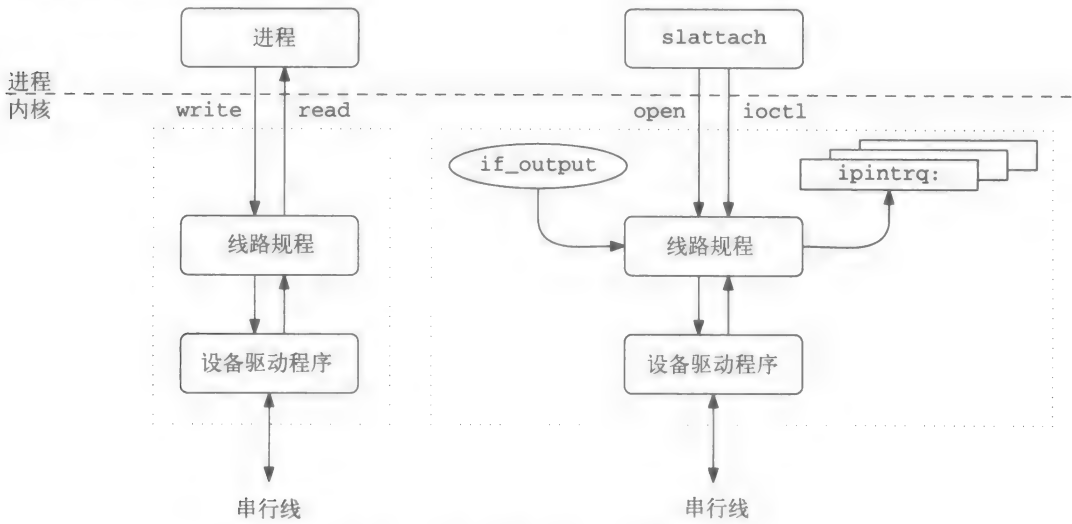 进程 slattach
进程
内核 write read open ioctl
if_output ipintrq:
线路规程 线路规程
设备驱动程序 设备驱动程序
串行线 串行线